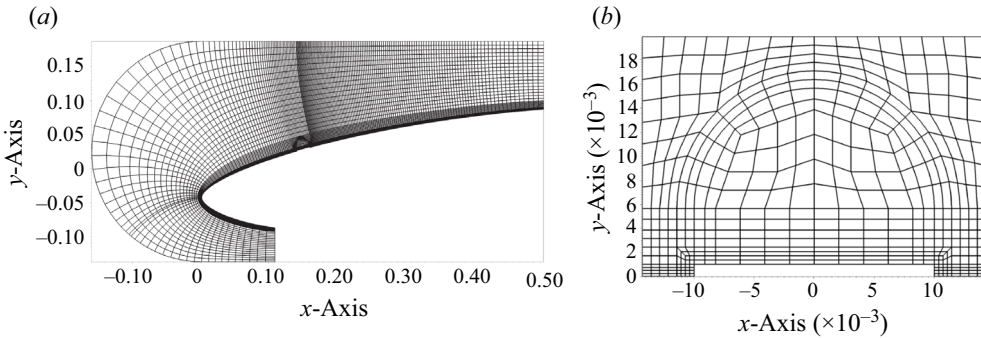 (a)
0.15
0.10
0.05
0
–0.05
–0.10
y-Axis
–0.10 0 0.10 0.20 0.30 0.40 0.50
x-Axis
(b)
18
16
14
12
10
8
6
4
2
0
y-Axis (×10–3)
–10 –5 0 5 10
x-Axis (×10–3)